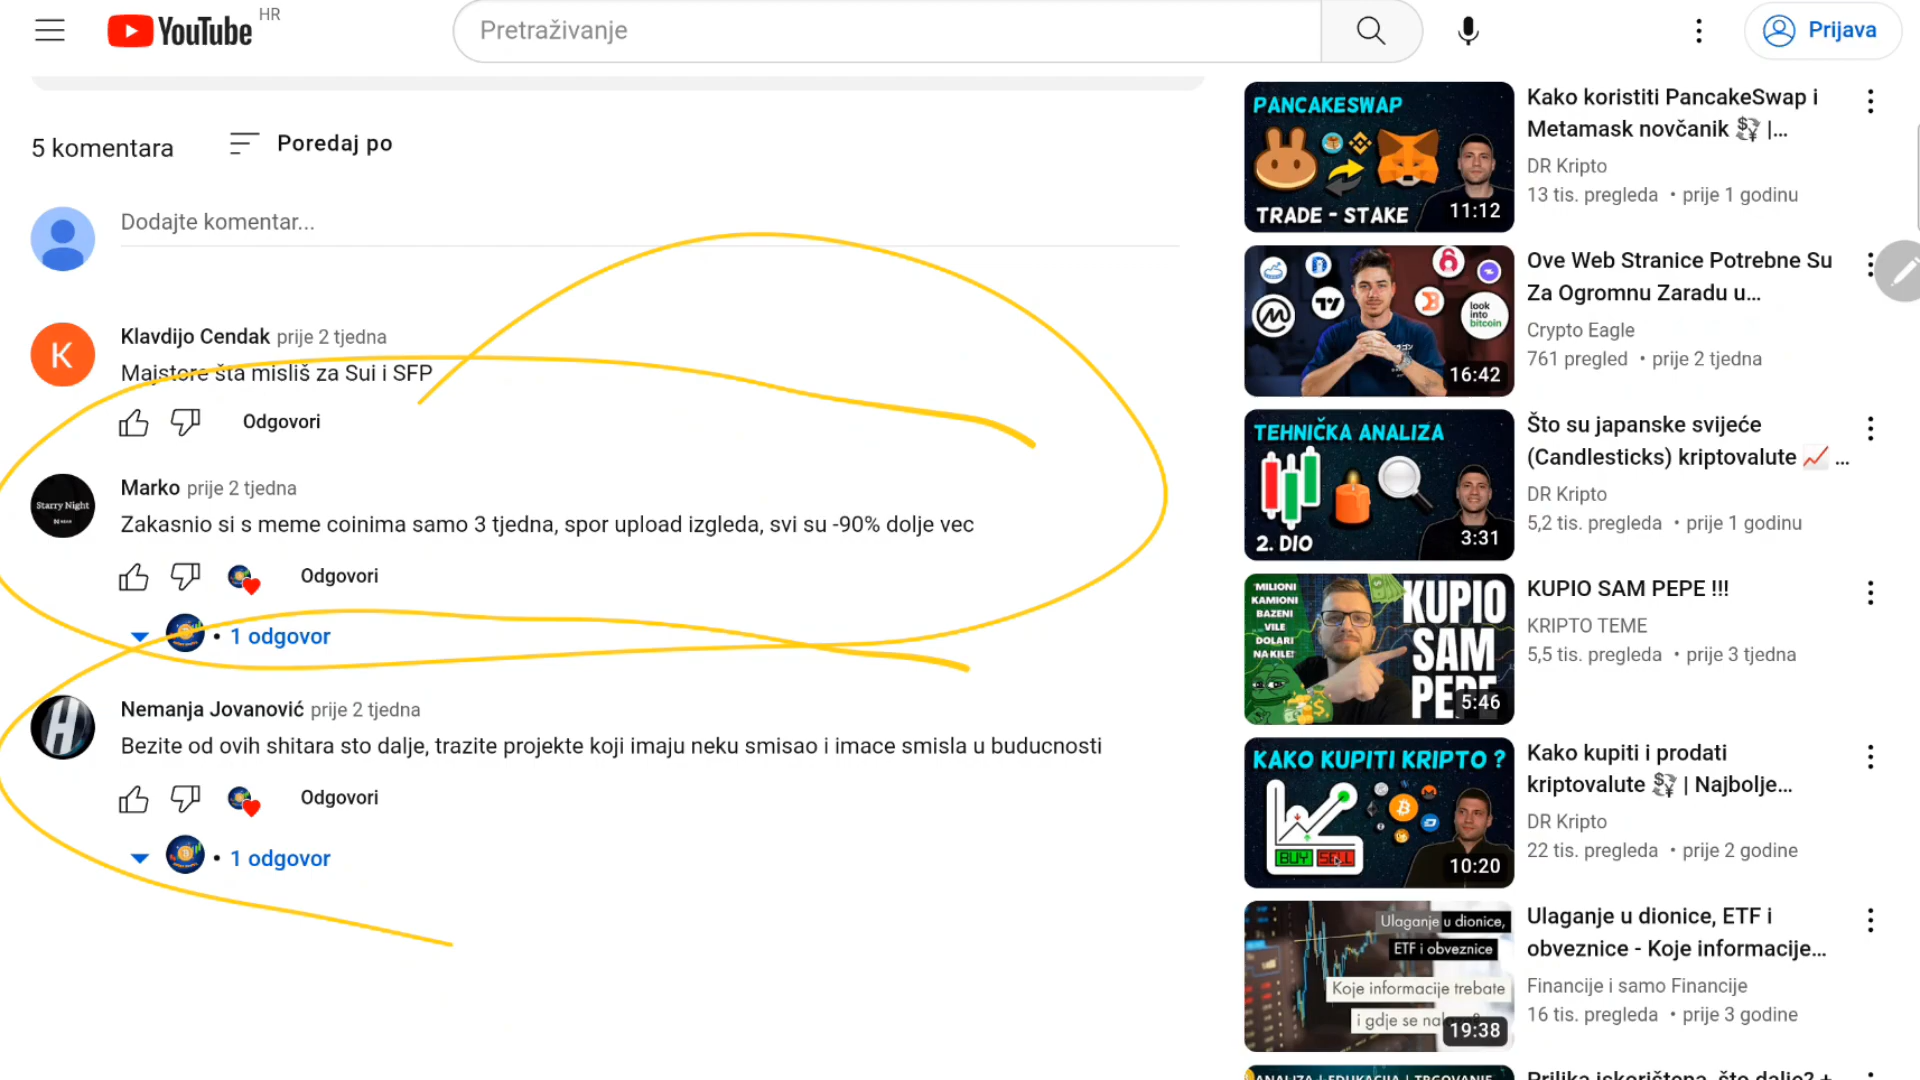 YouTube HR
Pretraživanje
Prijava
5 komentara
Poredaj po
Dodajte komentar...
K
Klavdijo Cendak prije 2 tjedna
Majstore šta misliš za Sui i SFP
Odgovori
Starry Night
Marko prije 2 tjedna
Zakasnio si s meme coinima samo 3 tjedna, spor upload izgleda, svi su -90% dolje vec
Odgovori
• 1 odgovor
H
Nemanja Jovanović prije 2 tjedna
Bezite od ovih shitara sto dalje, trazite projekte koji imaju neku smisao i imace smisla u buducnosti
Odgovori
• 1 odgovor
PANCAKESWAP
TRADE - STAKE
11:12
Kako koristiti PancakeSwap i
Metamask novčanik 💱 |...
DR Kripto
13 tis. pregleda • prije 1 godinu
look
into
bitcoin
16:42
Ove Web Stranice Potrebne Su
Za Ogromnu Zaradu u...
Crypto Eagle
761 pregled • prije 2 tjedna
TEHNIČKA ANALIZA
2. DIO
3:31
Što su japanske svijeće
(Candlesticks) kriptovalute 📈 ...
DR Kripto
5,2 tis. pregleda • prije 1 godinu
"MILIONI
KAMIONI
BAZENI
VILE
DOLARI
NA KILE!
KUPIO
SAM
PEPE
5:46
KUPIO SAM PEPE !!!
KRIPTO TEME
5,5 tis. pregleda • prije 3 tjedna
KAKO KUPITI KRIPTO ?
BUY SELL
10:20
Kako kupiti i prodati
kriptovalute 💱 | Najbolje...
DR Kripto
22 tis. pregleda • prije 2 godine
Ulaganje u dionice,
ETF i obveznice
Koje informacije trebate
i gdje se
19:38
Ulaganje u dionice, ETF i
obveznice - Koje informacije...
Financije i samo Financije
16 tis. pregleda • prije 3 godine
ANALIZA | EDUKACIJA | TRGOVANJE
Prilika iskorištena, što dalje? +